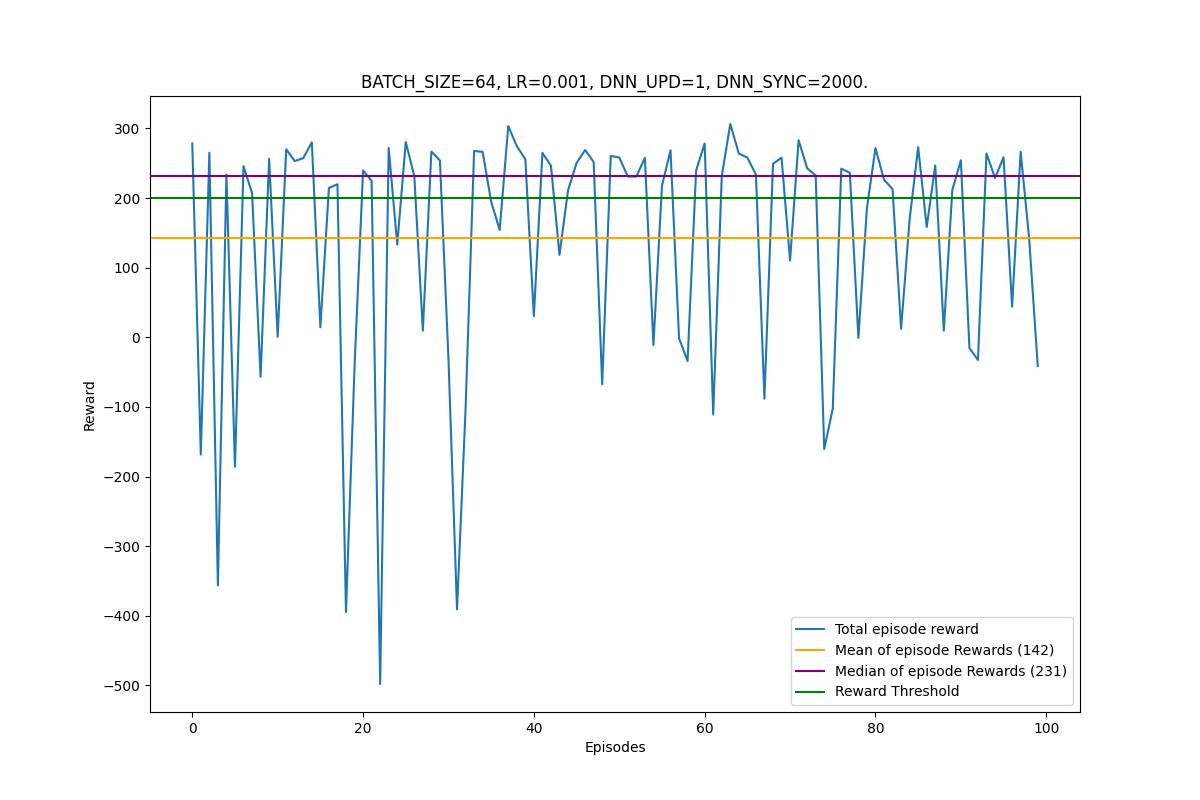 BATCH_SIZE=64, LR=0.001, DNN_UPD=1, DNN_SYNC=2000.
300
200
100
0
−100
−200
−300
−400
−500
Reward
0
20
40
60
80
100
Episodes
Total episode reward
Mean of episode Rewards (142)
Median of episode Rewards (231)
Reward Threshold